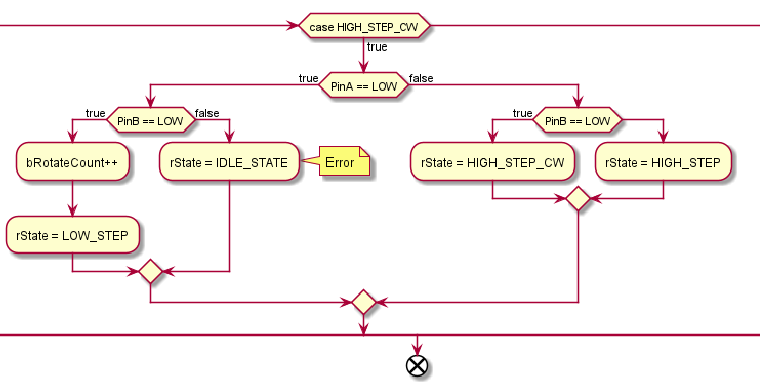 case HIGH_STEP_CW
true
PinA == LOW
true
false
PinB == LOW
true
false
PinB == LOW
true
bRotateCount++
rState = IDLE_STATE
Error
rState = HIGH_STEP_CW
rState = HIGH_STEP
rState = LOW_STEP